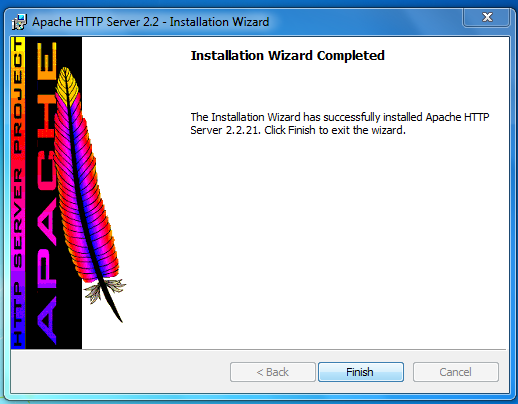 Apache HTTP Server 2.2 - Installation Wizard
HTTP SERVER PROJECT
APACHE
Installation Wizard Completed
The Installation Wizard has successfully installed Apache HTTP
Server 2.2.21. Click Finish to exit the wizard.
< Back
Finish
Cancel